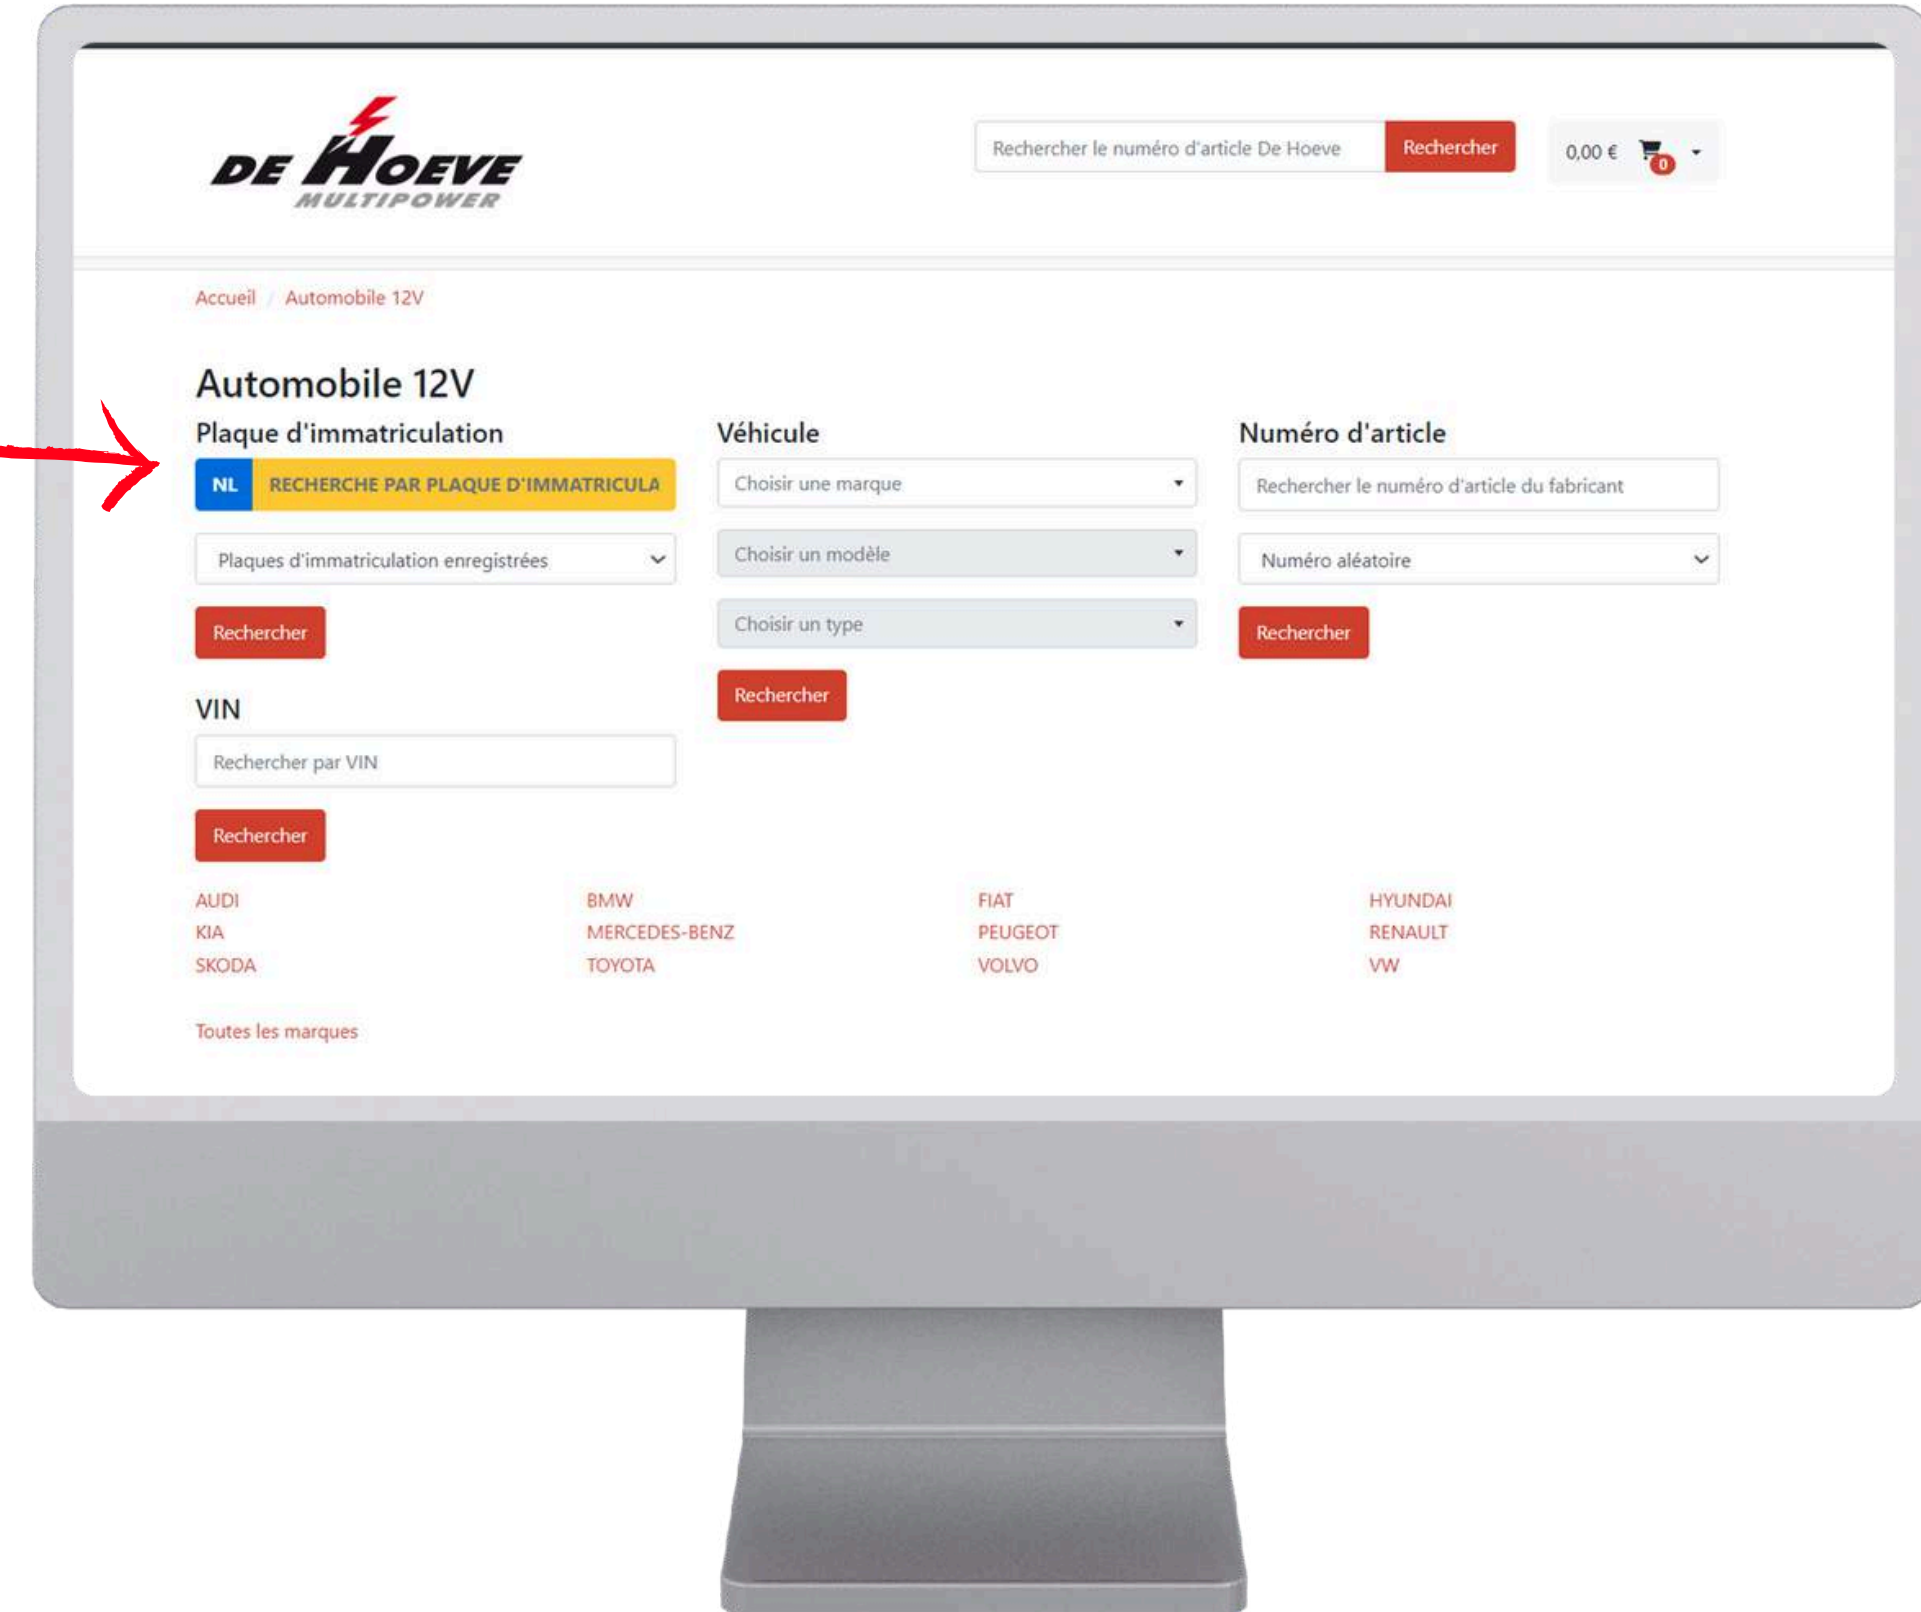 DE HOEVE
MULTIPOWER
Rechercher le numéro d'article De Hoeve
Rechercher
0,00 €
0
Accueil / Automobile 12V
Automobile 12V
Plaque d'immatriculation
NL
RECHERCHE PAR PLAQUE D'IMMATRICULA
Plaques d'immatriculation enregistrées
Rechercher
VIN
Rechercher par VIN
Rechercher
Véhicule
Choisir une marque
Choisir un modèle
Choisir un type
Rechercher
Numéro d'article
Rechercher le numéro d'article du fabricant
Numéro aléatoire
Rechercher
AUDI BMW FIAT HYUNDAI
KIA MERCEDES-BENZ PEUGEOT RENAULT
SKODA TOYOTA VOLVO VW
Toutes les marques